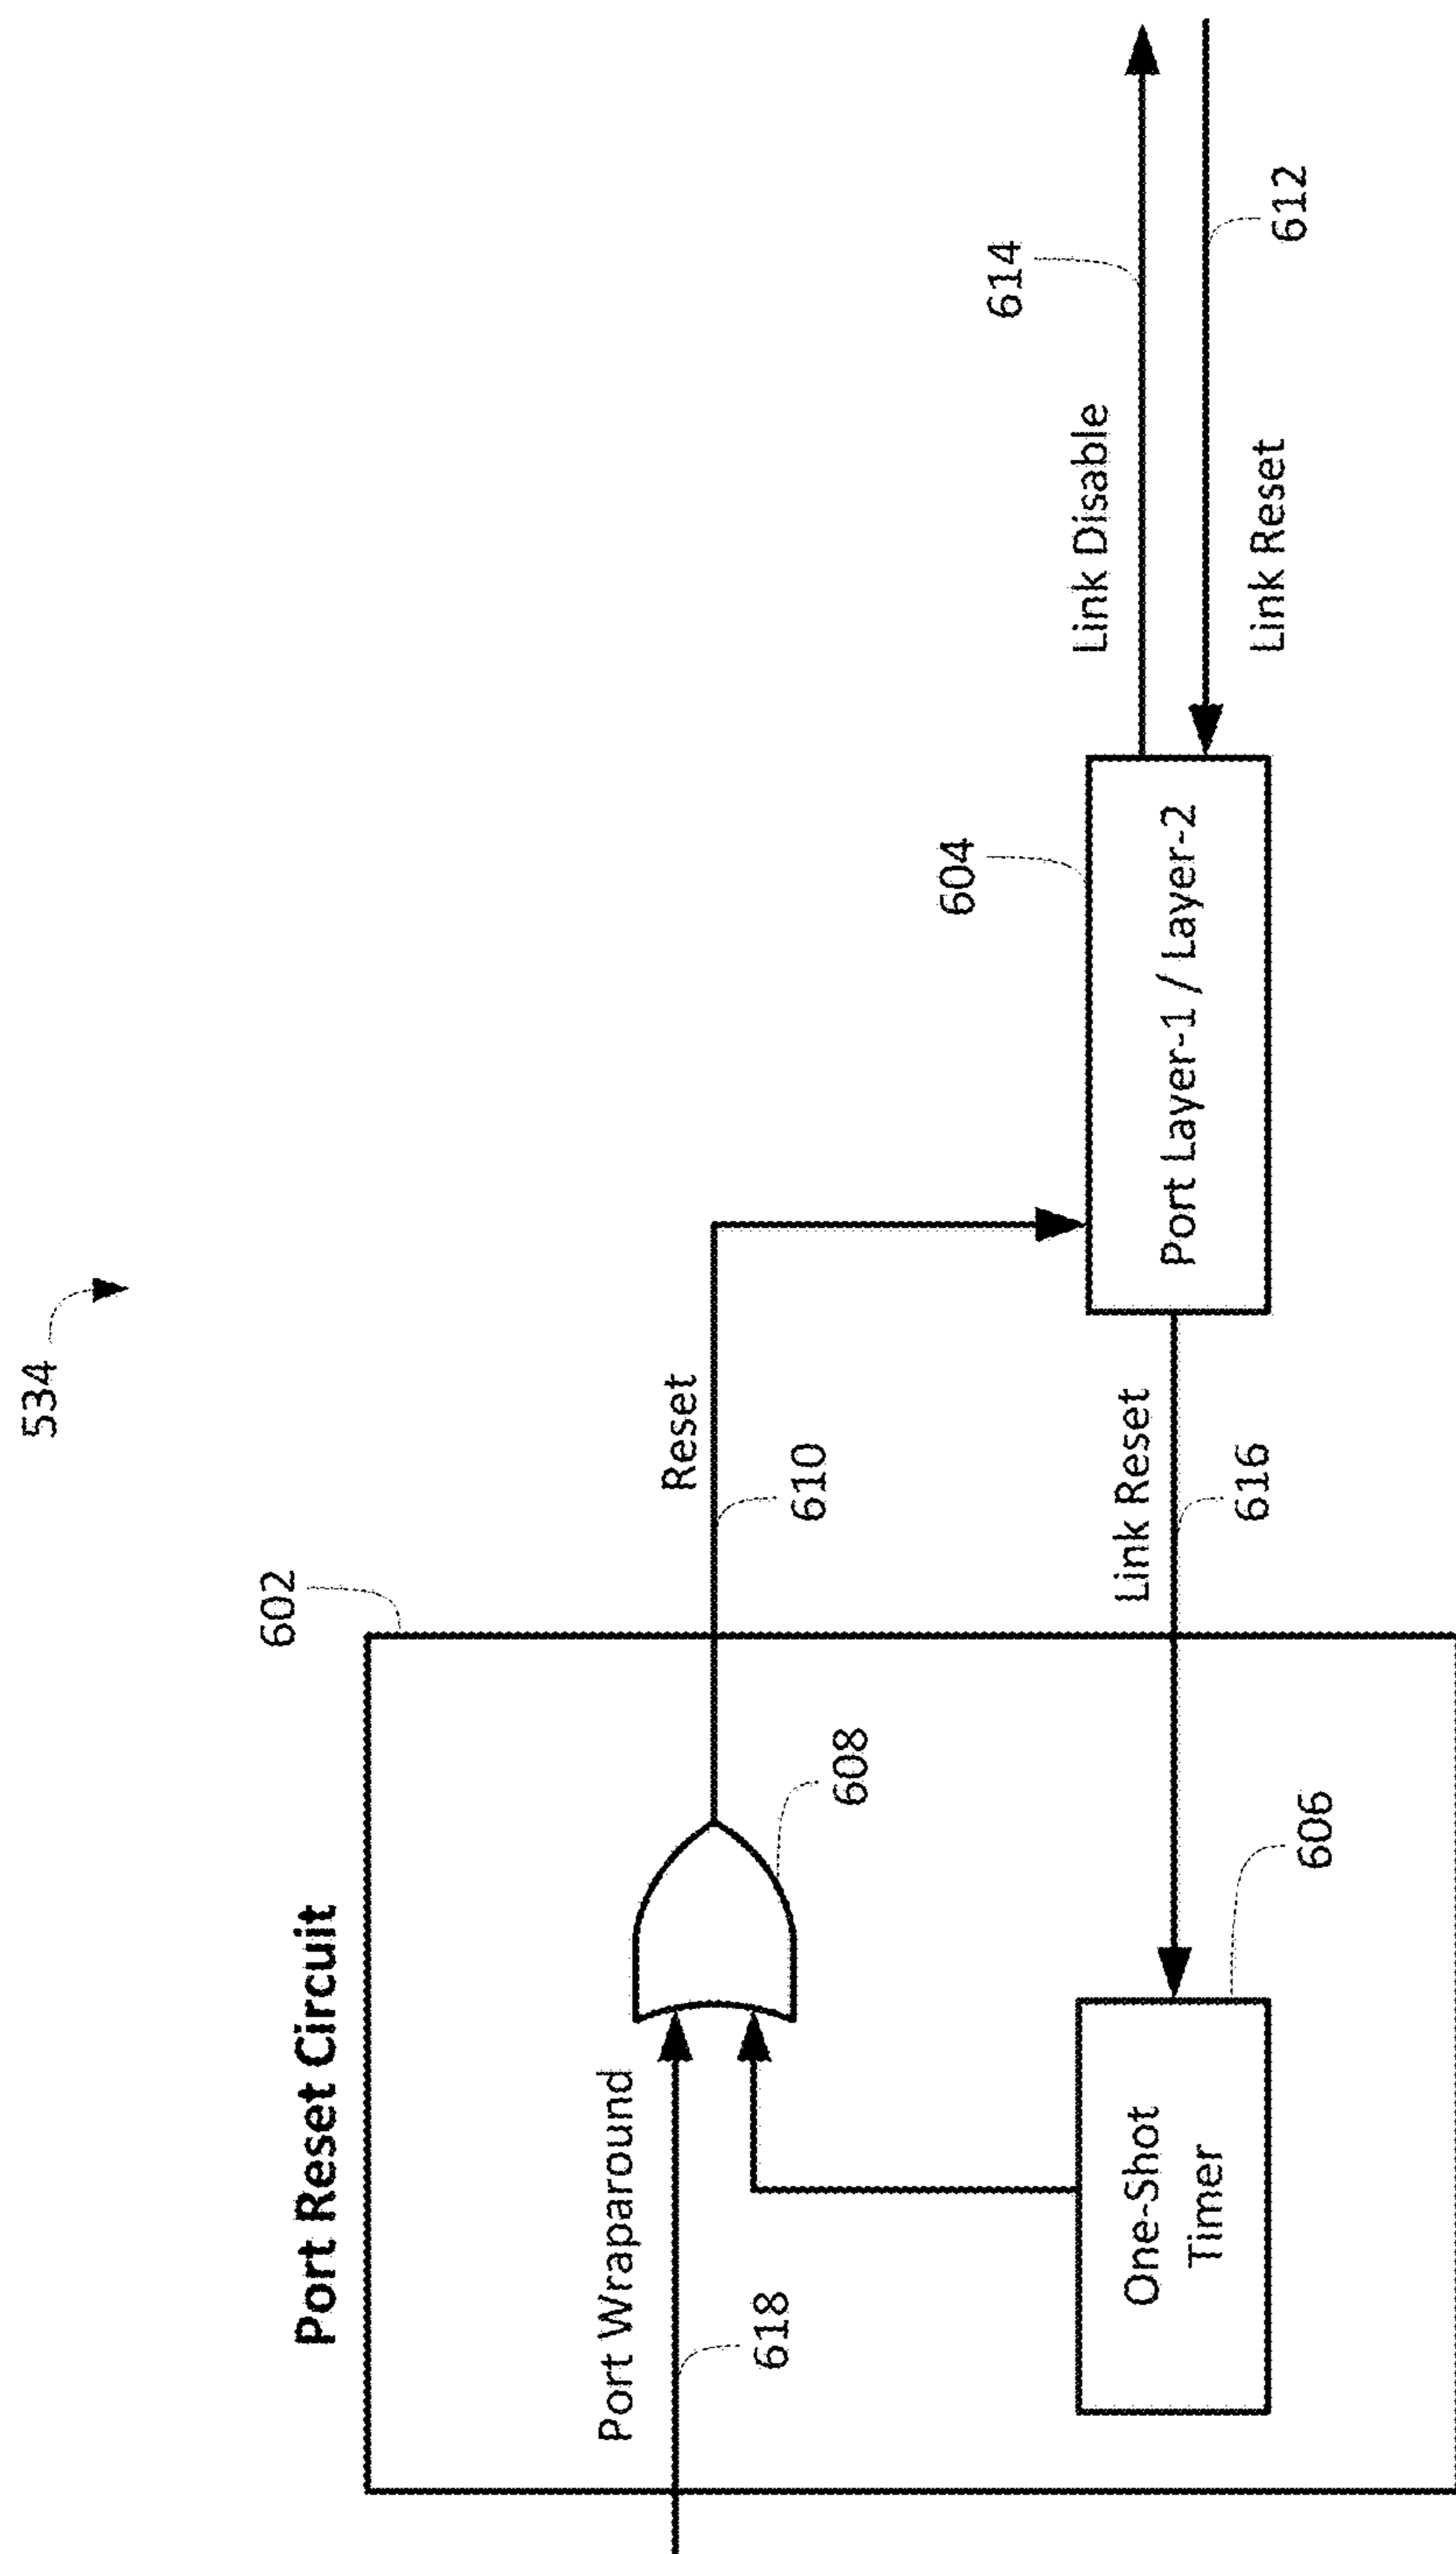 534
Port Reset Circuit
602
Port Wraparound
618
608
Reset
610
One-Shot
Timer
606
Link Reset
616
604
Port Layer-1 / Layer-2
Link Disable
614
Link Reset
612